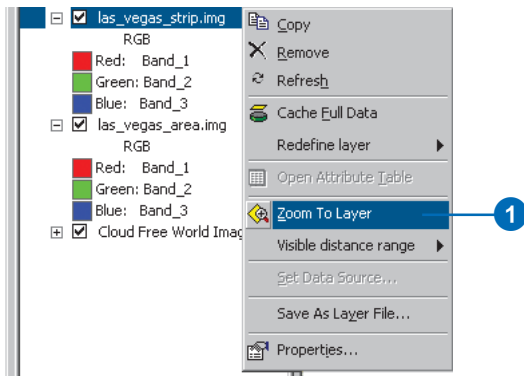 las_vegas_strip.img
RGB
Red: Band_1
Green: Band_2
Blue: Band_3
las_vegas_area.img
RGB
Red: Band_1
Green: Band_2
Blue: Band_3
Cloud Free World Imag
Copy
Remove
Refresh
Cache Full Data
Redefine layer
Open Attribute Table
Zoom To Layer
1
Visible distance range
Set Data Source...
Save As Layer File...
Properties...